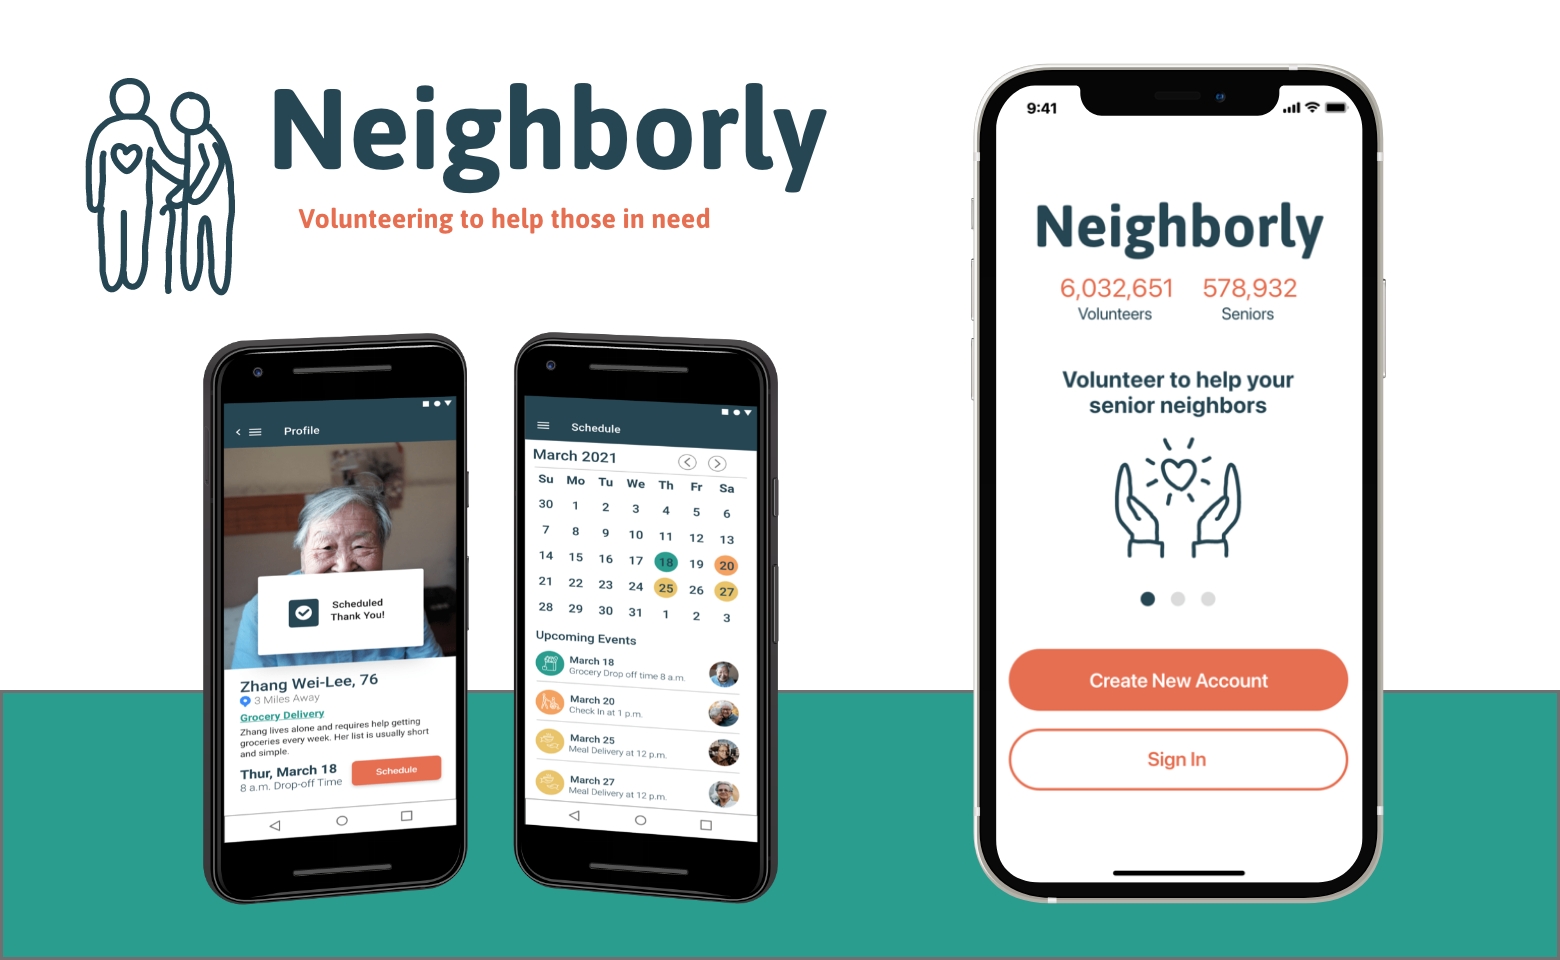 Neighborly
Volunteering to help those in need
Profile
Scheduled
Thank You!
Zhang Wei-Lee, 76
3 Miles Away
Grocery Delivery
Zhang lives alone and requires help getting
groceries every week. Her list is usually short
and simple.
Thur, March 18
8 a.m. Drop-off Time
Schedule
Schedule
March 2021
Su Mo Tu We Th Fr Sa
30 1 2 3 4 5 6
7 8 9 10 11 12 13
14 15 16 17 18 19 20
21 22 23 24 25 26 27
28 29 30 31 1 2 3
Upcoming Events
March 18
Grocery Drop off time 8 a.m.
March 20
Check In at 1 p.m.
March 25
Meal Delivery at 12 p.m.
March 27
Meal Delivery at 12 p.m.
9:41
Neighborly
6,032,651 578,932
Volunteers Seniors
Volunteer to help your
senior neighbors
Create New Account
Sign In